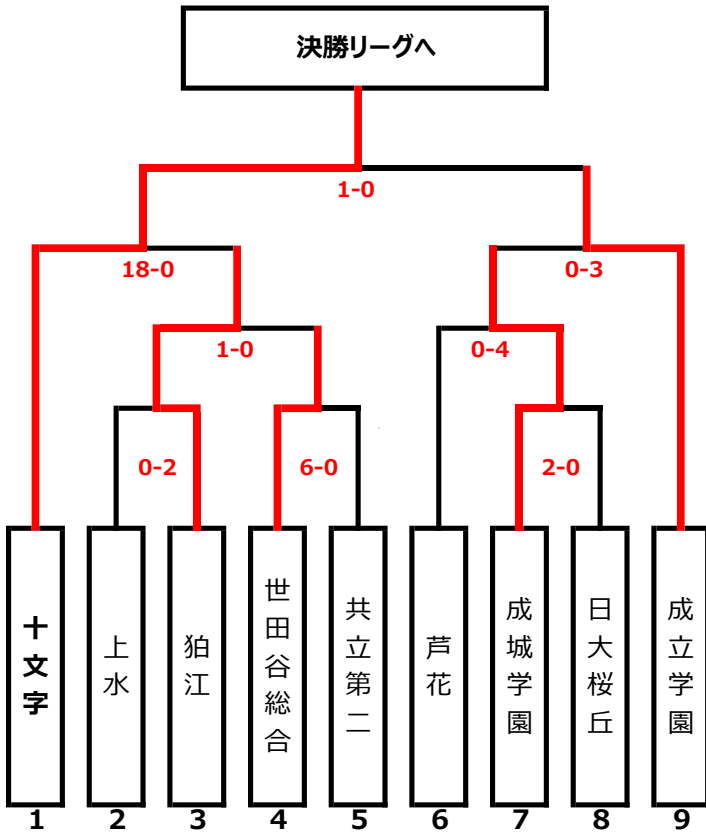 決勝リーグへ
1-0
18-0
0-3
1-0
0-4
0-2
6-0
2-0
十文字
上水
狛江
世田谷総合
共立第二
芦花
成城学園
日大桜丘
成立学園
1
2
3
4
5
6
7
8
9